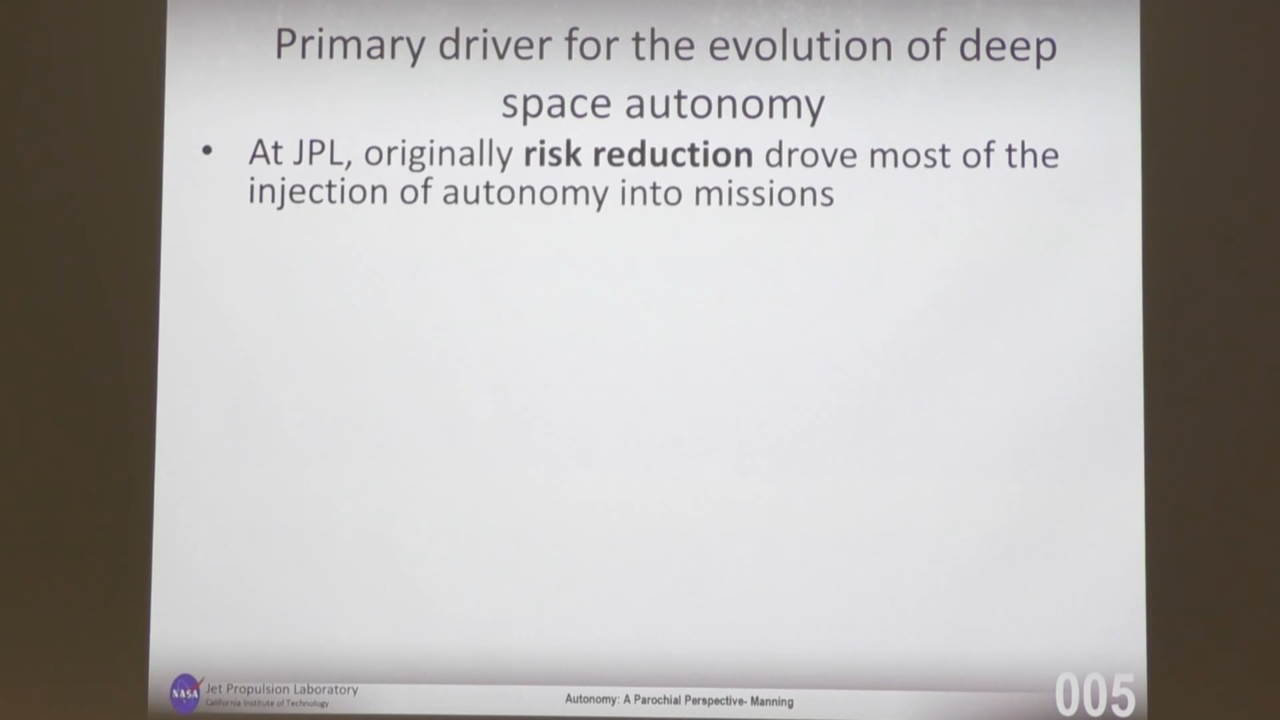 Primary driver for the evolution of deep
space autonomy
• At JPL, originally risk reduction drove most of the
injection of autonomy into missions
NASA
Jet Propulsion Laboratory
California Institute of Technology
Autonomy: A Parochial Perspective- Manning
005